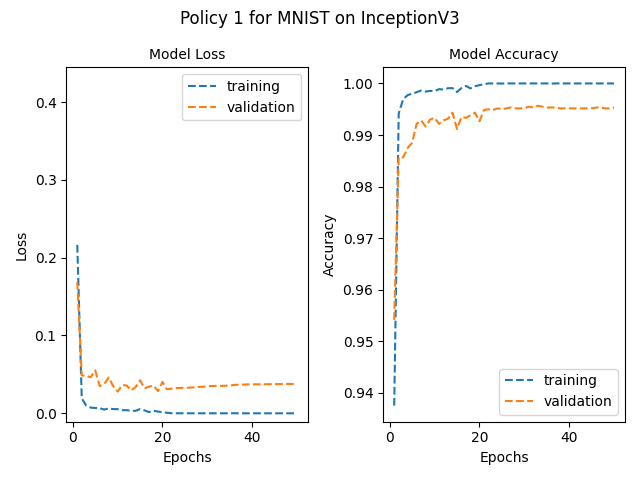 Policy 1 for MNIST on InceptionV3
Model Loss
training
validation
0.4
0.3
0.2
0.1
0.0
Loss
0 20 40
Epochs
Model Accuracy
1.00
0.99
0.98
0.97
0.96
0.95
0.94
Accuracy
training
validation
0 20 40
Epochs